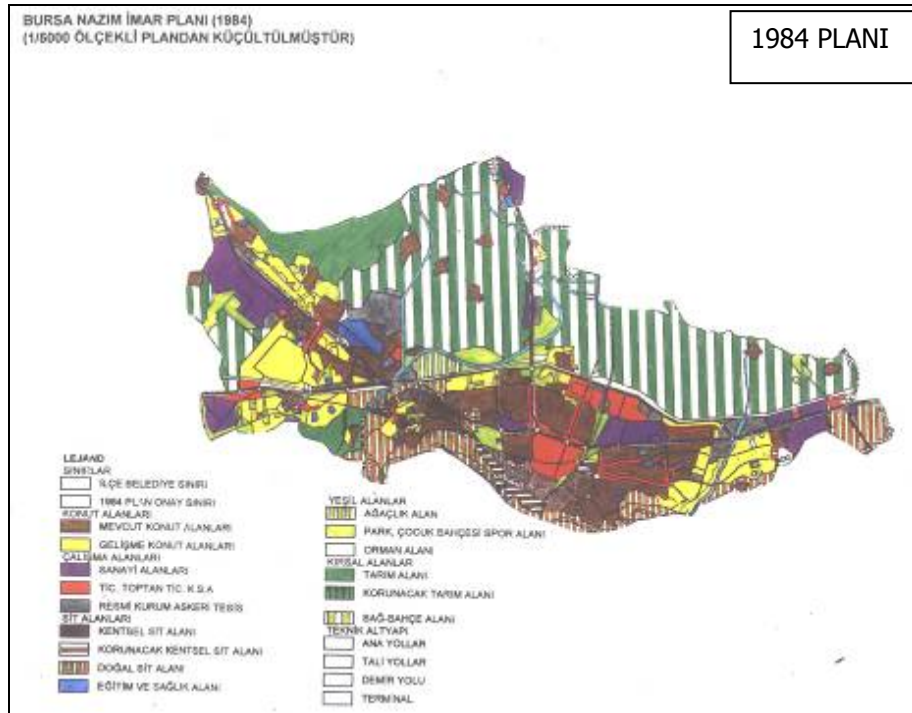 BURSA NAZIM İMAR PLANI (1984)
(1/5000 ÖLÇEKLİ PLANDAN KÜÇÜLTÜLMÜŞTÜR)
1984 PLANI
LEJAND
SINIRLAR
İLÇE BELEDİYE SINIRI
1984 PLAN ONAY SINIRI
KONUT ALANLARI
MEVCUT KONUT ALANLARI
GELİŞME KONUT ALANLARI
ÇALIŞMA ALANLARI
SANAYİ ALANLARI
TİC. TOPTAN TİC. K.S.A
RESMİ KURUM ASKERİ TESİS
SİT ALANLARI
KENTSEL SİT ALANI
KORUNACAK KENTSEL SİT ALANI
DOĞAL SİT ALANI
EĞİTİM VE SAĞLIK ALANI
YEŞİL ALANLAR
AĞAÇLIK ALAN
PARK, ÇOCUK BAHÇESİ SPOR ALANI
ORMAN ALANI
KIRSAL ALANLAR
TARIM ALANI
KORUNACAK TARIM ALANI
BAĞ-BAHÇE ALANI
TEKNİK ALTYAPI
ANA YOLLAR
TALİ YOLLAR
DEMİR YOLU
TERMİNAL